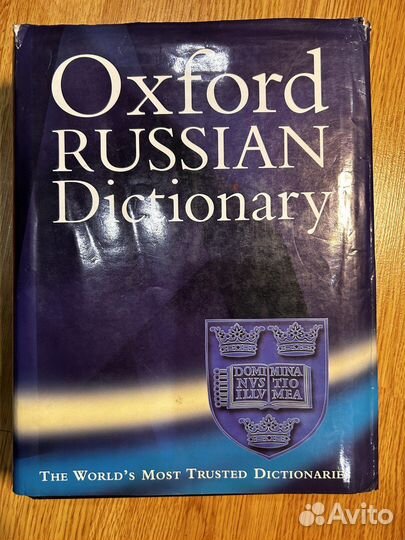 Oxford
RUSSIAN
Dictionary
DOMI MINA
NVS TIO
ILLV MEA
THE WORLD'S MOST TRUSTED DICTIONARIES
Avito